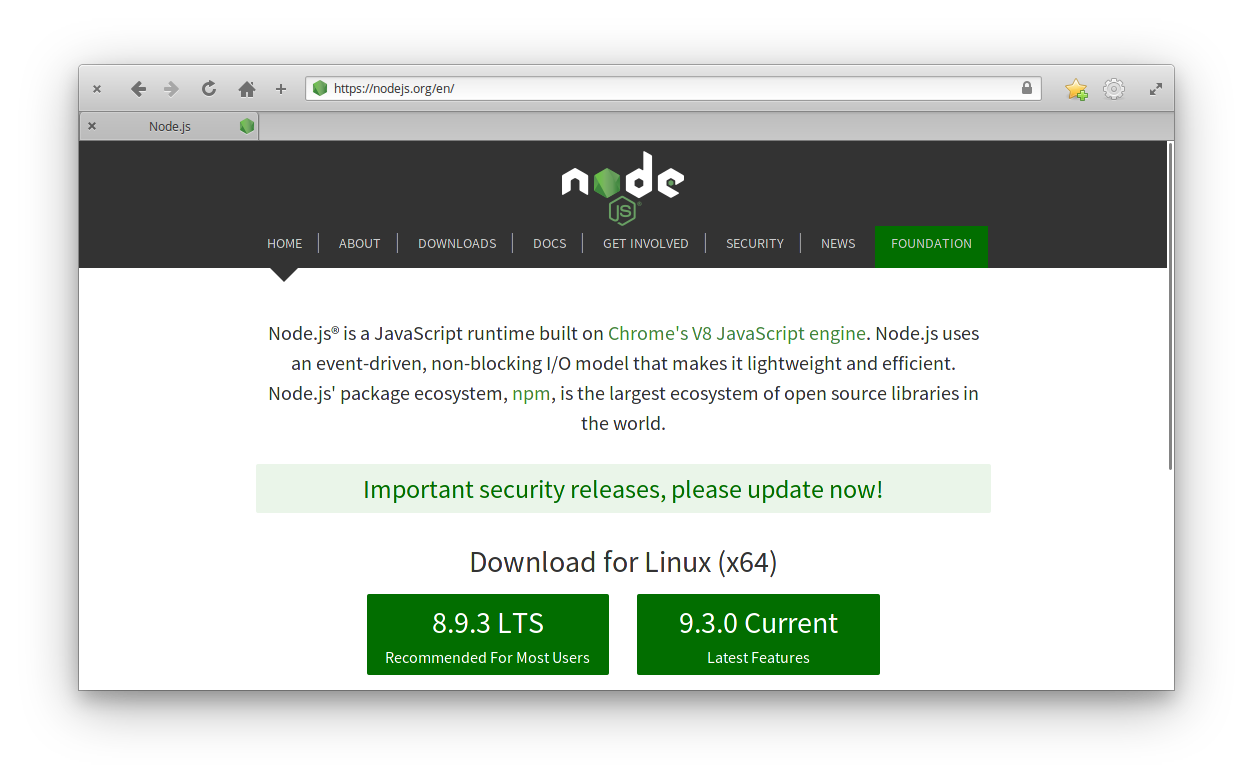 https://nodejs.org/en/
Node.js
node
JS
HOME ABOUT DOWNLOADS DOCS GET INVOLVED SECURITY NEWS FOUNDATION
Node.js® is a JavaScript runtime built on Chrome's V8 JavaScript engine. Node.js uses
an event-driven, non-blocking I/O model that makes it lightweight and efficient.
Node.js' package ecosystem, npm, is the largest ecosystem of open source libraries in
the world.
Important security releases, please update now!
Download for Linux (x64)
8.9.3 LTS
Recommended For Most Users
9.3.0 Current
Latest Features